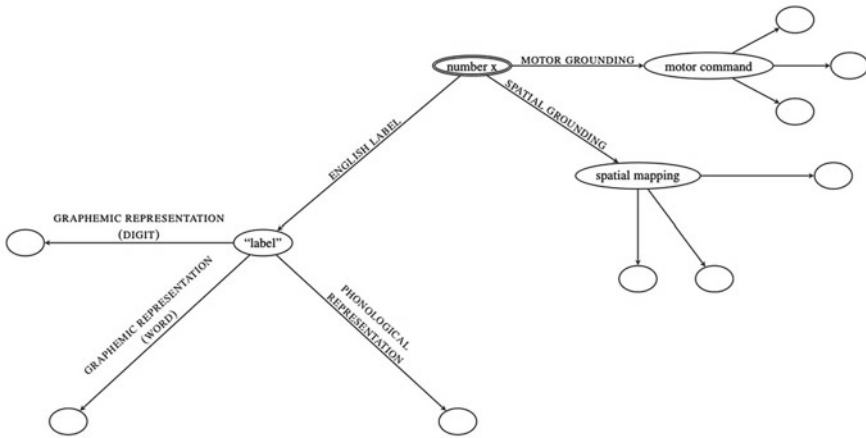 number x
MOTOR GROUNDING
motor command
SPATIAL GROUNDING
ENGLISH LABEL
spatial mapping
GRAPHEMIC REPRESENTATION
(DIGIT)
"label"
GRAPHEMIC REPRESENTATION
(WORD)
PHONOLOGICAL
REPRESENTATION